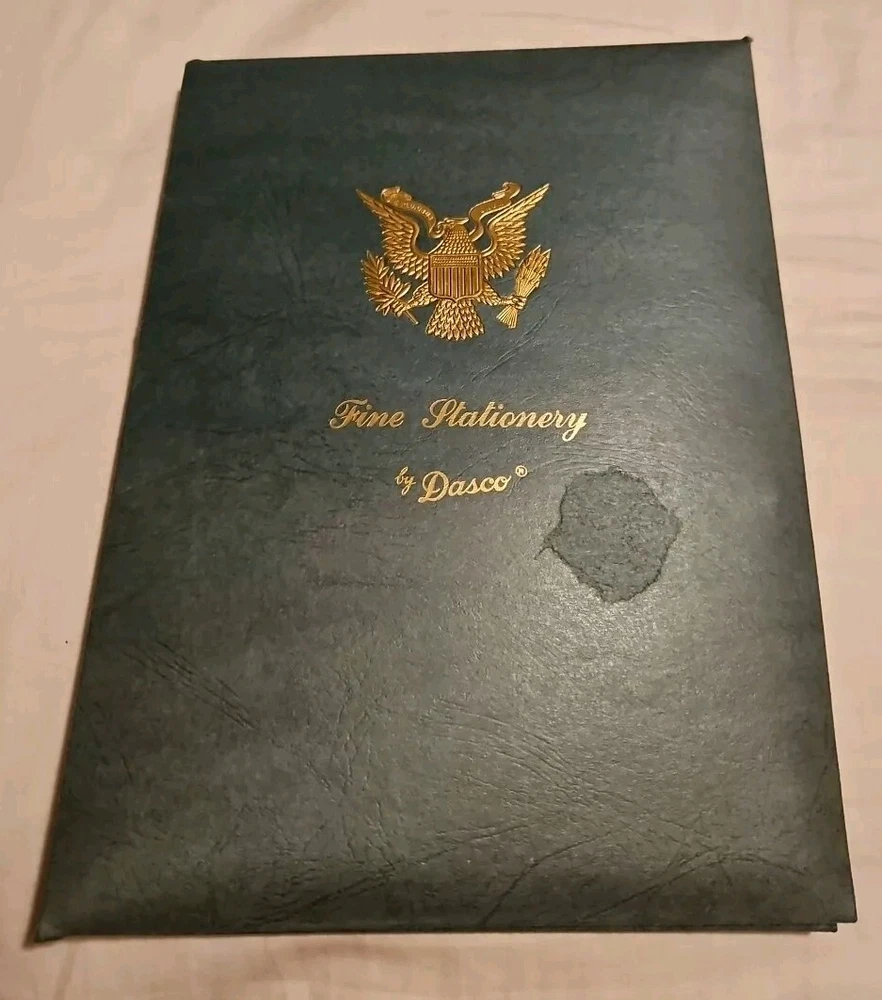 Fine Stationery
by Dasco®